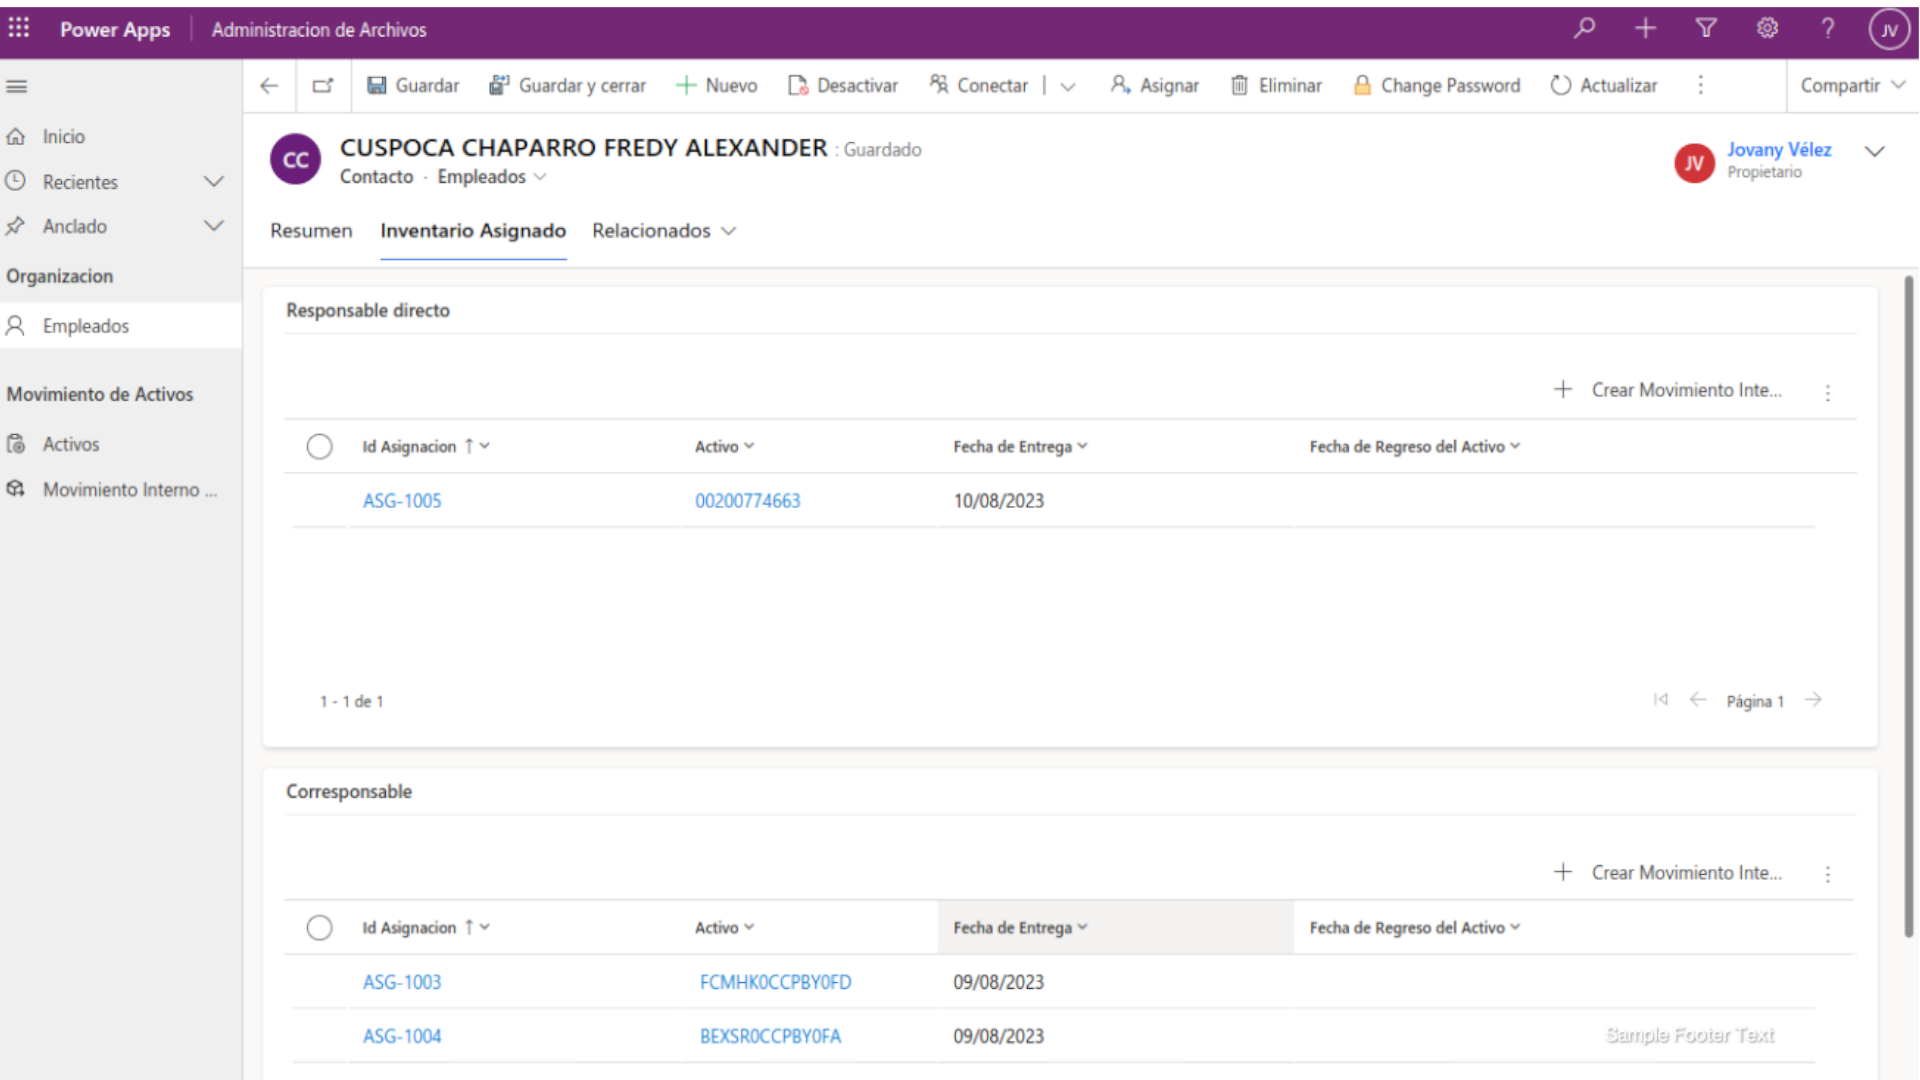 Power Apps Administracion de Archivos JV
Guardar Guardar y cerrar Nuevo Desactivar Conectar Asignar Eliminar Change Password Actualizar Compartir
Inicio
Recientes
Anclado
Organizacion
Empleados
Movimiento de Activos
Activos
Movimiento Interno ...
CC
CUSPOCA CHAPARRO FREDY ALEXANDER : Guardado
Contacto · Empleados
JV
Jovany Vélez
Propietario
Resumen Inventario Asignado Relacionados
Responsable directo
Crear Movimiento Inte...
Id Asignacion Activo Fecha de Entrega Fecha de Regreso del Activo
ASG-1005 00200774663 10/08/2023
1 - 1 de 1 Página 1
Corresponsable
Crear Movimiento Inte...
Id Asignacion Activo Fecha de Entrega Fecha de Regreso del Activo
ASG-1003 FCMHK0CCPBY0FD 09/08/2023
ASG-1004 BEXSR0CCPBY0FA 09/08/2023
Sample Footer Text